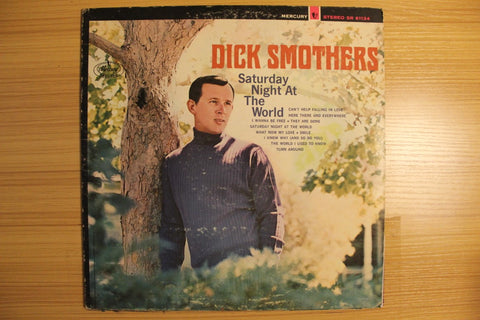 MERCURY STEREO SR 61134
DICK SMOTHERS
Saturday
Night At
The
World
CAN'T HELP FALLING IN LOVE
HERE THERE AND EVERYWHERE
I WANNA BE FREE • THEY ARE GONE
SATURDAY NIGHT AT THE WORLD
WHAT NOW MY LOVE • SMILE
I KNOW WHY (AND SO DO YOU)
THE WORLD I USED TO KNOW
TURN AROUND